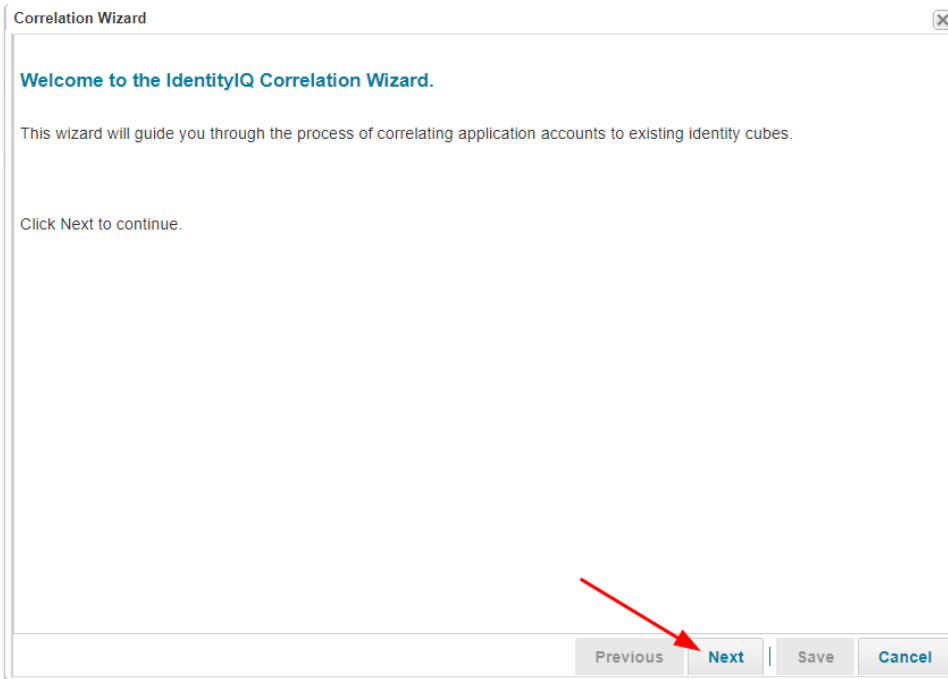 Correlation Wizard
Welcome to the IdentityIQ Correlation Wizard.
This wizard will guide you through the process of correlating application accounts to existing identity cubes.
Click Next to continue.
Previous Next Save Cancel